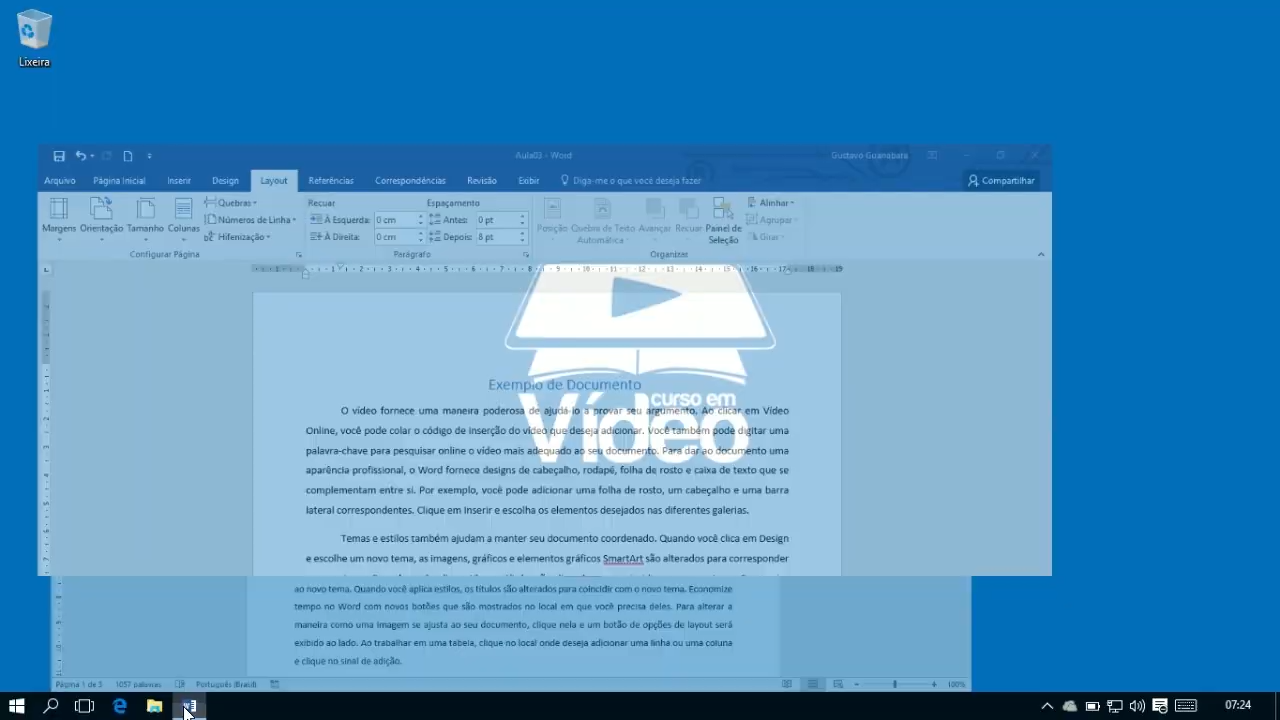 Lixeira
Aula03 - Word
Gustavo Guanabara
Arquivo Página Inicial Inserir Design Layout Referências Correspondências Revisão Exibir Diga-me o que você deseja fazer Compartilhar
Margens Orientação Tamanho Colunas
Quebras
Números de Linha
Hifenização
Configurar Página
Recuar Espaçamento
À Esquerda: 0 cm Antes: 0 pt
À Direita: 0 cm Depois: 8 pt
Parágrafo
Posição Quebra de Texto Automática Avançar Recuar Painel de Seleção
Alinhar
Agrupar
Girar
Organizar
Exemplo de Documento
O vídeo fornece uma maneira poderosa de ajudá-lo a provar seu argumento. Ao clicar em Vídeo
Online, você pode colar o código de inserção do vídeo que deseja adicionar. Você também pode digitar uma
palavra-chave para pesquisar online o vídeo mais adequado ao seu documento. Para dar ao documento uma
aparência profissional, o Word fornece designs de cabeçalho, rodapé, folha de rosto e caixa de texto que se
complementam entre si. Por exemplo, você pode adicionar uma folha de rosto, um cabeçalho e uma barra
lateral correspondentes. Clique em Inserir e escolha os elementos desejados nas diferentes galerias.
Temas e estilos também ajudam a manter seu documento coordenado. Quando você clica em Design
e escolhe um novo tema, as imagens, gráficos e elementos gráficos SmartArt são alterados para corresponder
curso em
Vídeo
ao novo tema. Quando você aplica estilos, os títulos são alterados para coincidir com o novo tema. Economize
tempo no Word com novos botões que são mostrados no local em que você precisa deles. Para alterar a
maneira como uma imagem se ajusta ao seu documento, clique nela e um botão de opções de layout será
exibido ao lado. Ao trabalhar em uma tabela, clique no local onde deseja adicionar uma linha ou uma coluna
e clique no sinal de adição.
Página 1 de 5 1057 palavras Português (Brasil) 100%
07:24